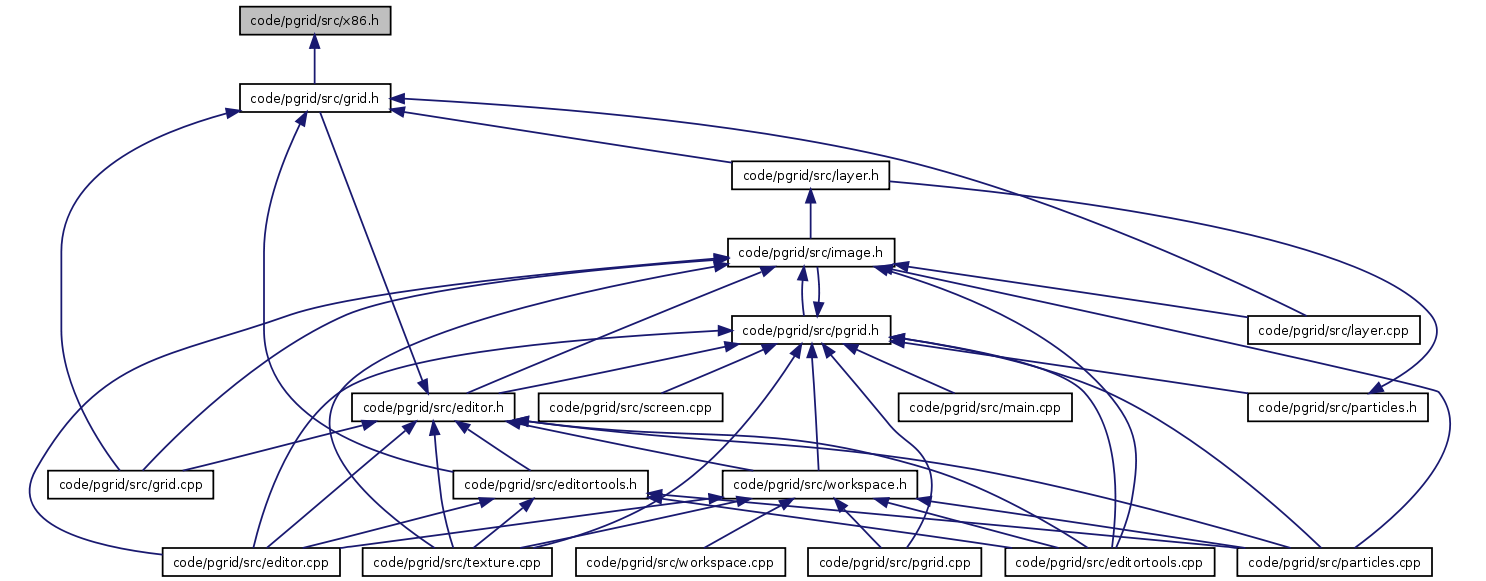 code/pgrid/src/x86.h
code/pgrid/src/grid.h
code/pgrid/src/layer.h
code/pgrid/src/image.h
code/pgrid/src/pgrid.h
code/pgrid/src/layer.cpp
code/pgrid/src/editor.h
code/pgrid/src/screen.cpp
code/pgrid/src/main.cpp
code/pgrid/src/particles.h
code/pgrid/src/grid.cpp
code/pgrid/src/editortools.h
code/pgrid/src/workspace.h
code/pgrid/src/editor.cpp
code/pgrid/src/texture.cpp
code/pgrid/src/workspace.cpp
code/pgrid/src/pgrid.cpp
code/pgrid/src/editortools.cpp
code/pgrid/src/particles.cpp